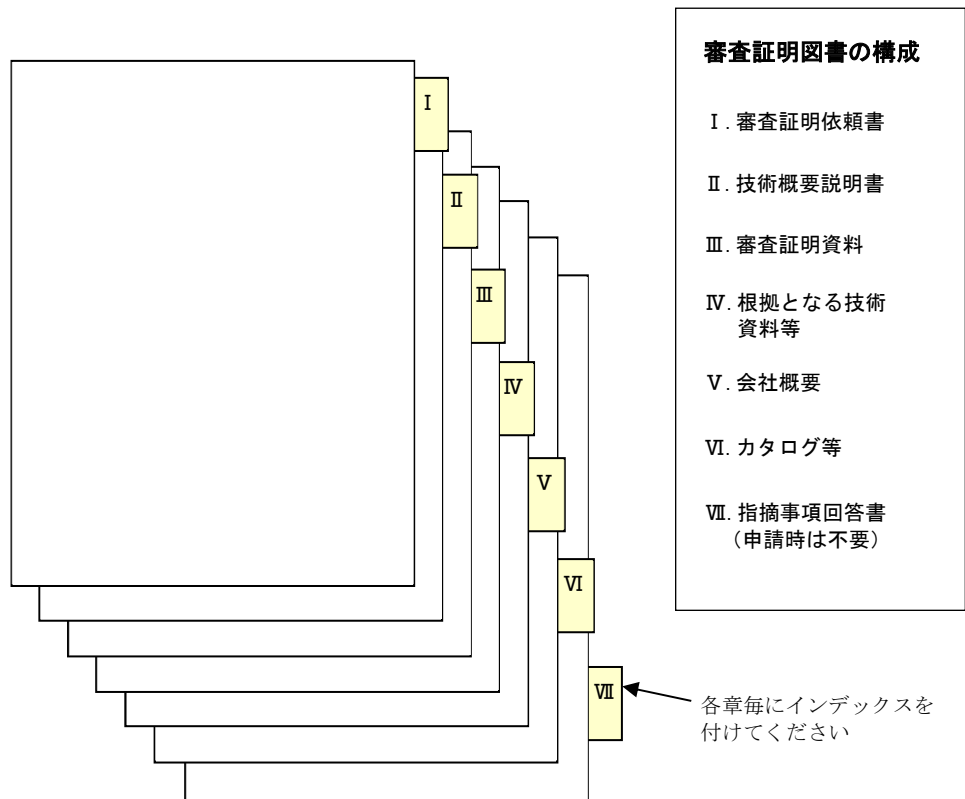 審査証明図書の構成
Ⅰ. 審査証明依頼書
Ⅱ. 技術概要説明書
Ⅲ. 審査証明資料
Ⅳ. 根拠となる技術
資料等
Ⅴ. 会社概要
Ⅵ. カタログ等
Ⅶ. 指摘事項回答書
（申請時は不要）
Ⅰ
Ⅱ
Ⅲ
Ⅳ
Ⅴ
Ⅵ
Ⅶ
各章毎にインデックスを
付けてください